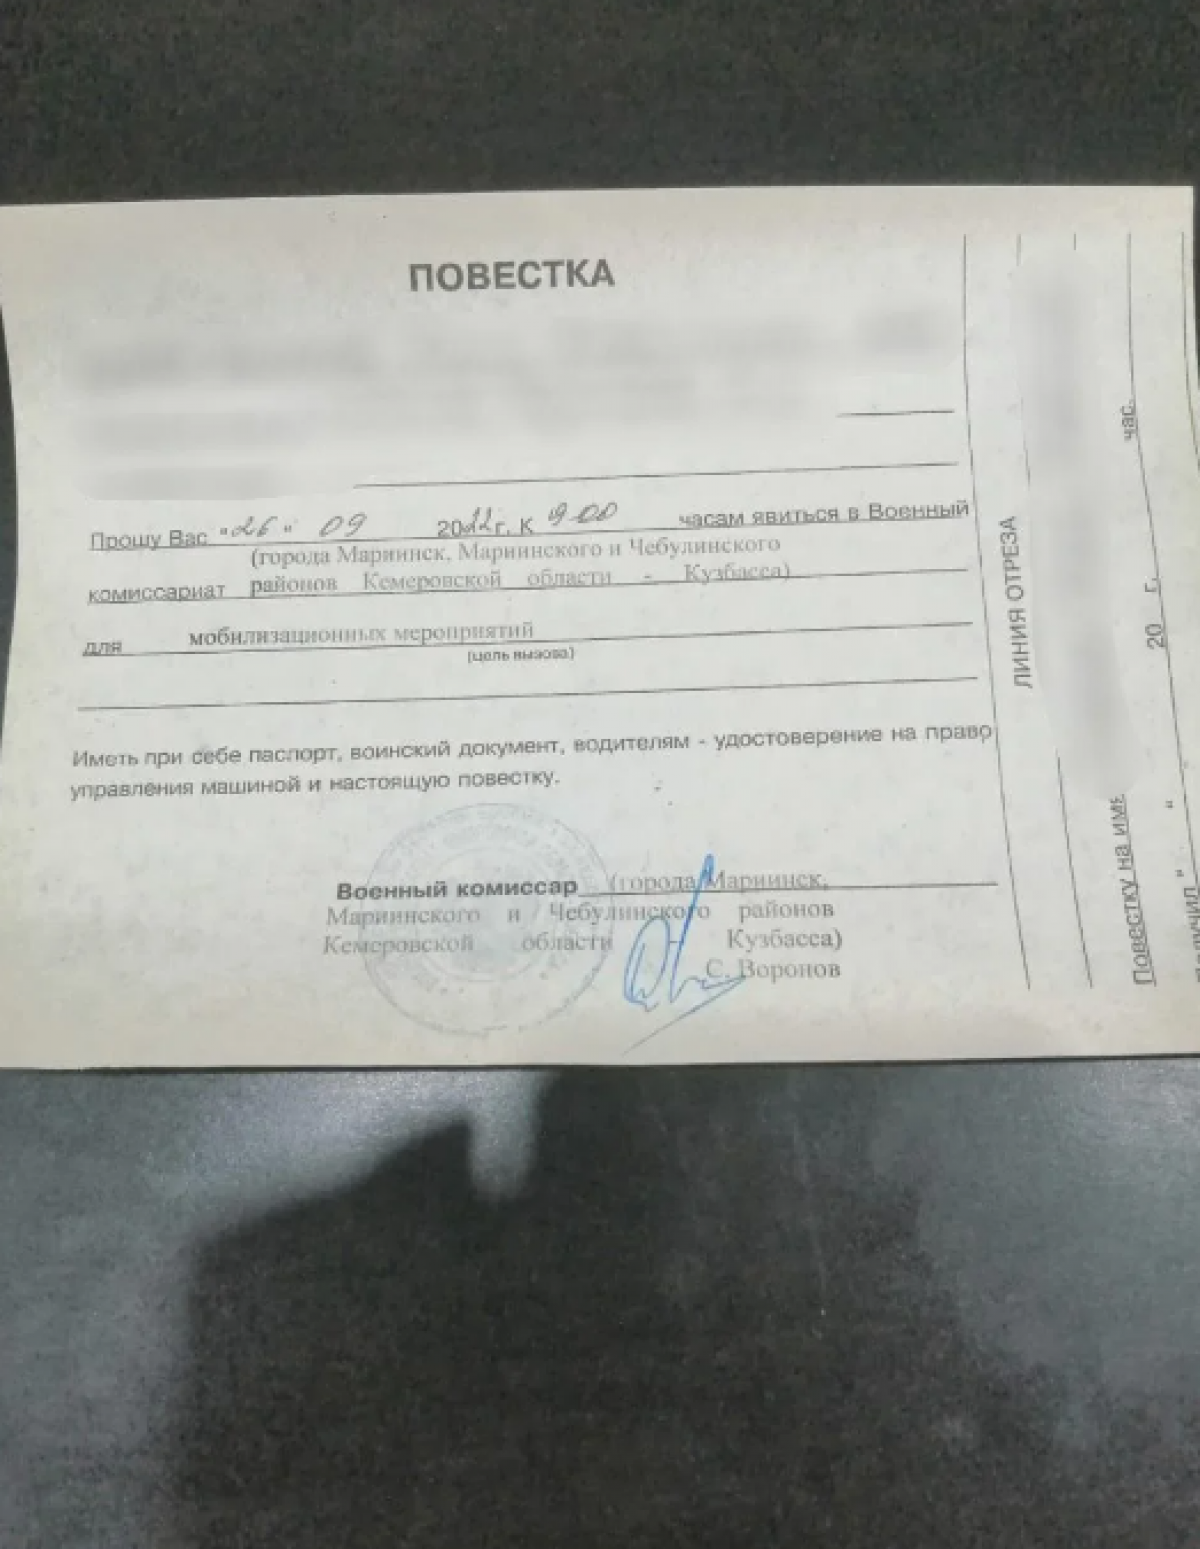 ПОВЕСТКА
Прошу Вас "26" 09 2022 г. К 9-00 часам явиться в Военный
(города Мариинск, Мариинского и Чебулинского
комиссариат районов Кемеровской области - Кузбасса)
для мобилизационных мероприятий
(цель вызова)
Иметь при себе паспорт, воинский документ, водителям - удостоверение на право
управления машиной и настоящую повестку.
Военный комиссар (города Мариинск,
Мариинского и Чебулинского районов
Кемеровской области - Кузбасса)
С. Воронов
ЛИНИЯ ОТРЕЗА
Повестку на имя
час.
" " 20 г.